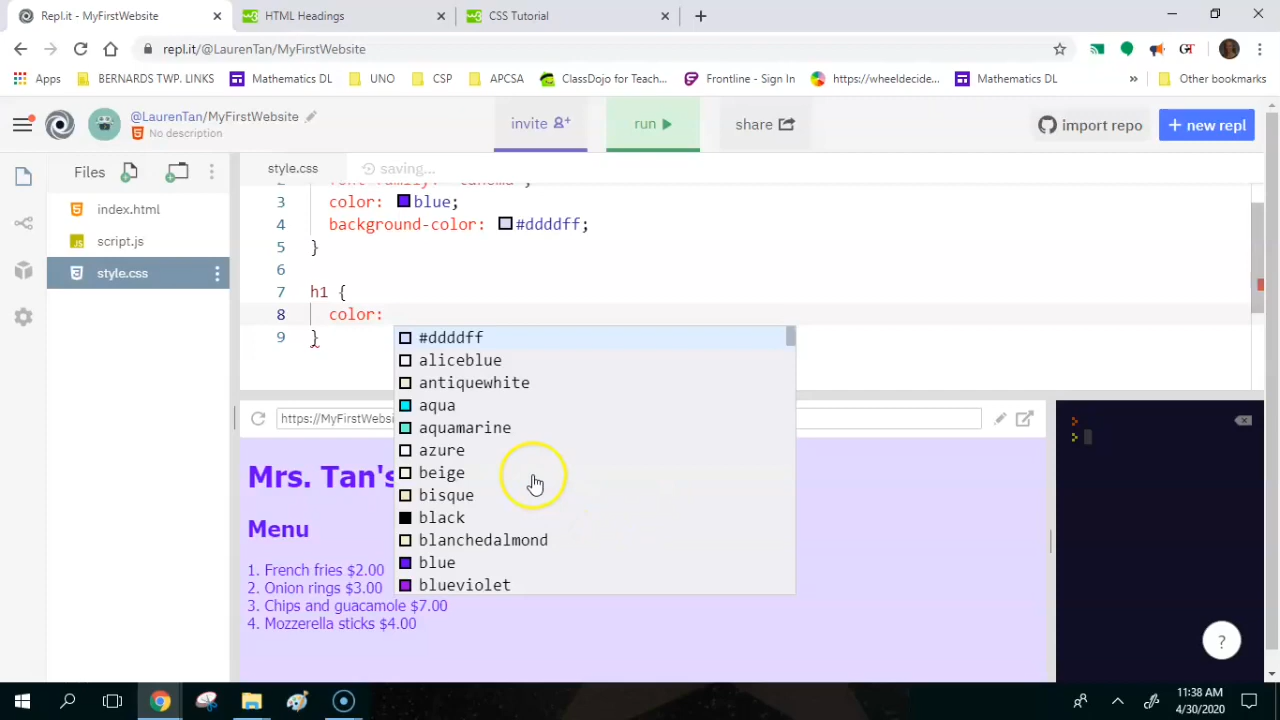 Repl.it - MyFirstWebsite
HTML Headings
CSS Tutorial
repl.it/@LaurenTan/MyFirstWebsite
Apps
BERNARDS TWP. LINKS
Mathematics DL
UNO
CSP
APCSA
ClassDojo for Teach...
Frontline - Sign In
https://wheeldecide...
Mathematics DL
»
Other bookmarks
@LaurenTan/MyFirstWebsite
No description
invite
run
share
import repo
+ new repl
Files
style.css
saving...
index.html
script.js
style.css
3 color: blue;
4 background-color: #ddddff;
5 }
6
7 h1 {
8 color:
9 }
#ddddff
aliceblue
antiquewhite
aqua
aquamarine
azure
beige
bisque
black
blanchedalmond
blue
blueviolet
https://MyFirstWebsi
Mrs. Tan's
Menu
1. French fries $2.00
2. Onion rings $3.00
3. Chips and guacamole $7.00
4. Mozzerella sticks $4.00
?
11:38 AM
4/30/2020